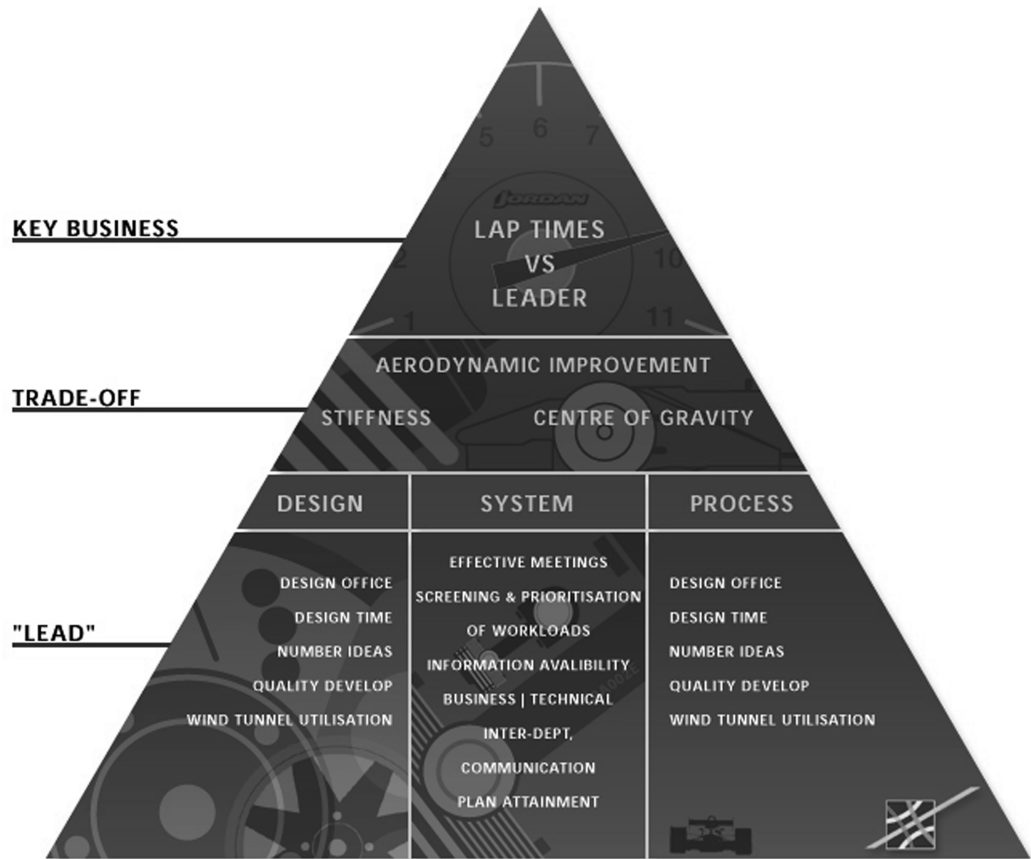 5 6 7
JORDAN
KEY BUSINESS
LAP TIMES
VS
LEADER
2 10
1 11
AERODYNAMIC IMPROVEMENT
TRADE-OFF
STIFFNESS CENTRE OF GRAVITY
DESIGN SYSTEM PROCESS
"LEAD"
DESIGN OFFICE
DESIGN TIME
NUMBER IDEAS
QUALITY DEVELOP
WIND TUNNEL UTILISATION
EFFECTIVE MEETINGS
SCREENING & PRIORITISATION
OF WORKLOADS
INFORMATION AVALIBILITY
BUSINESS | TECHNICAL
INTER-DEPT,
COMMUNICATION
PLAN ATTAINMENT
DESIGN OFFICE
DESIGN TIME
NUMBER IDEAS
QUALITY DEVELOP
WIND TUNNEL UTILISATION